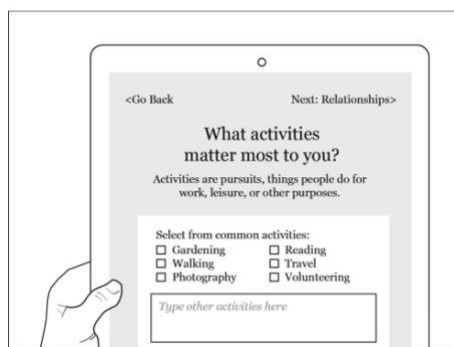 <Go Back
Next: Relationships>
What activities
matter most to you?
Activities are pursuits, things people do for
work, leisure, or other purposes.
Select from common activities:
Gardening
Reading
Walking
Travel
Photography
Volunteering
Type other activities here